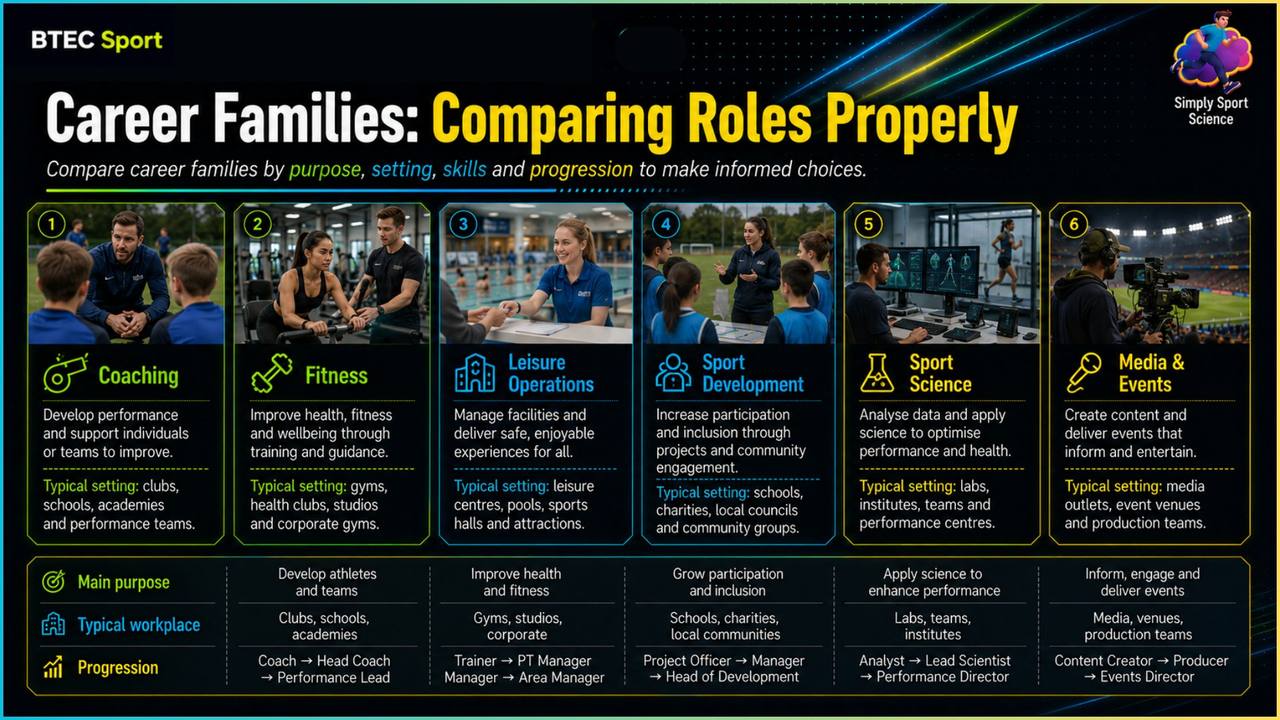 BTEC Sport
Simply Sport
Science
Career Families: Comparing Roles Properly
Compare career families by purpose, setting, skills and progression to make informed choices.
1
Coaching
Develop performance
and support individuals
or teams to improve.
Typical setting: clubs,
schools, academies
and performance teams.
2
Fitness
Improve health, fitness
and wellbeing through
training and guidance.
Typical setting: gyms,
health clubs, studios
and corporate gyms.
3
Leisure
Operations
Manage facilities and
deliver safe, enjoyable
experiences for all.
Typical setting: leisure
centres, pools, sports
halls and attractions.
4
Sport
Development
Increase participation
and inclusion through
projects and community
engagement.
Typical setting: schools,
charities, local councils
and community groups.
5
Sport
Science
Analyse data and apply
science to optimise
performance and health.
Typical setting: labs,
institutes, teams and
performance centres.
6
Media &
Events
Create content and
deliver events that
inform and entertain.
Typical setting: media
outlets, event venues
and production teams.
Main purpose
Develop athletes
and teams
Improve health
and fitness
Grow participation
and inclusion
Apply science to
enhance performance
Inform, engage and
deliver events
Typical workplace
Clubs, schools,
academies
Gyms, studios,
corporate
Schools, charities,
local communities
Labs, teams,
institutes
Media, venues,
production teams
Progression
Coach → Head Coach
→ Performance Lead
Trainer → PT Manager
Manager → Area Manager
Project Officer → Manager
→ Head of Development
Analyst → Lead Scientist
→ Performance Director
Content Creator → Producer
→ Events Director